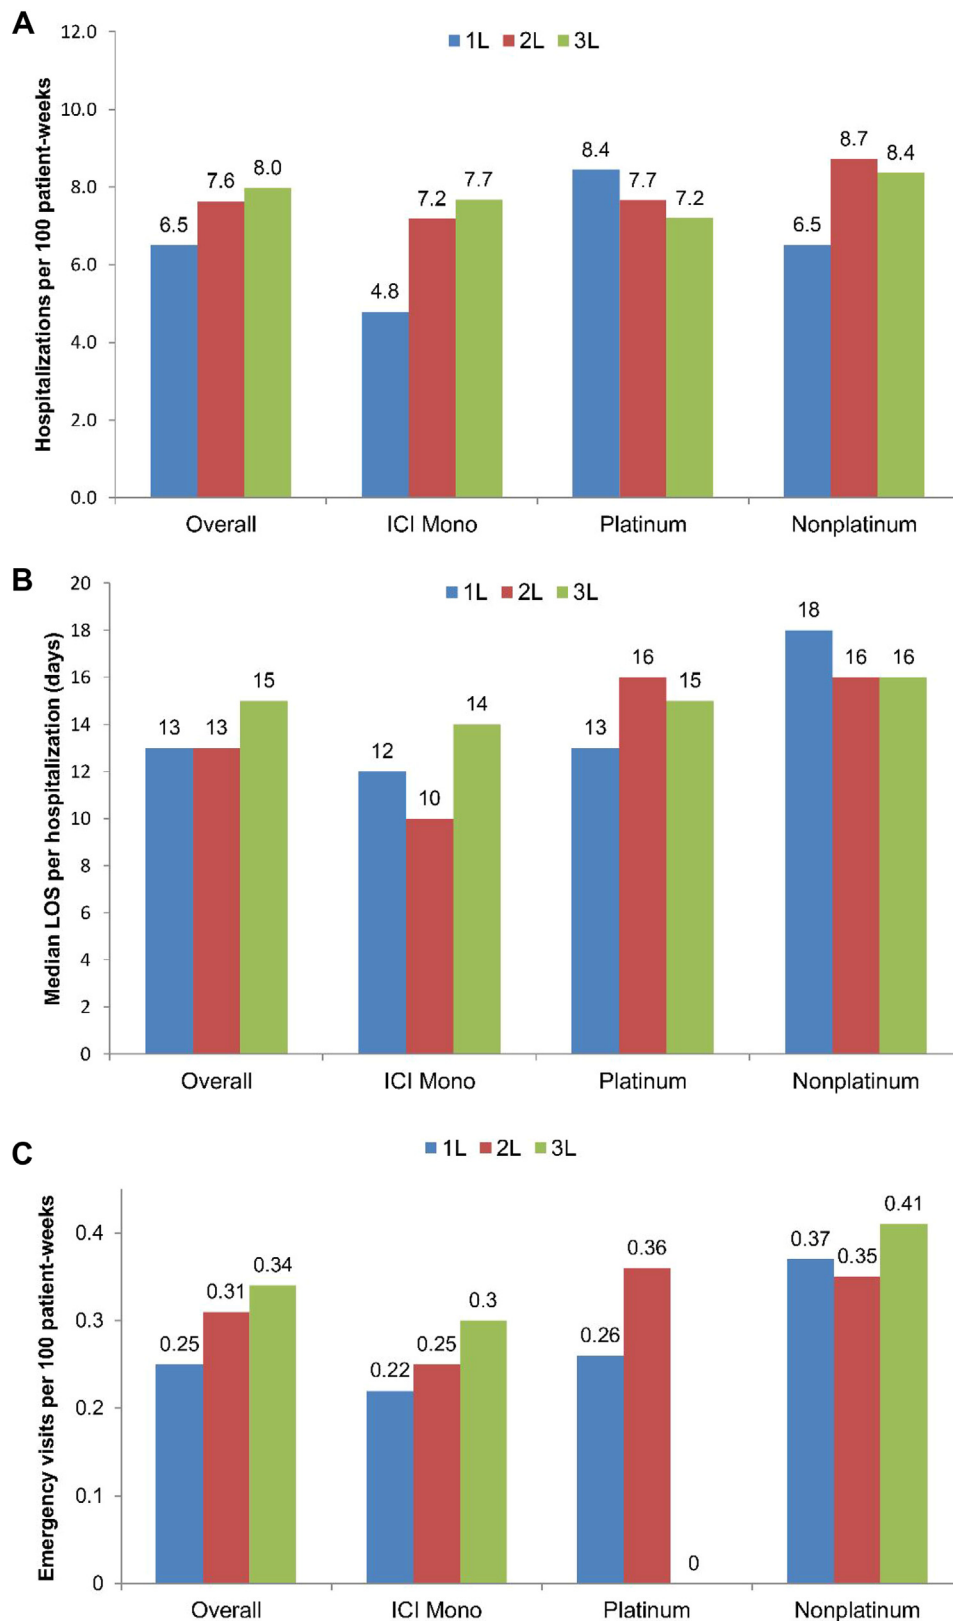 A
12.0
1L 2L 3L
10.0
8.0
6.0
4.0
2.0
0.0
Hospitalizations per 100 patient-weeks
6.5 7.6 8.0
4.8 7.2 7.7
8.4 7.7 7.2
6.5 8.7 8.4
Overall ICI Mono Platinum Nonplatinum
B
20
1L 2L 3L
18
16
14
12
10
8
6
4
2
0
Median LOS per hospitalization (days)
13 13 15
12 10 14
13 16 15
18 16 16
Overall ICI Mono Platinum Nonplatinum
C
1L 2L 3L
0.4
0.3
0.2
0.1
0
Emergency visits per 100 patient-weeks
0.25 0.31 0.34
0.22 0.25 0.3
0.26 0.36 0
0.37 0.35 0.41
Overall ICI Mono Platinum Nonplatinum